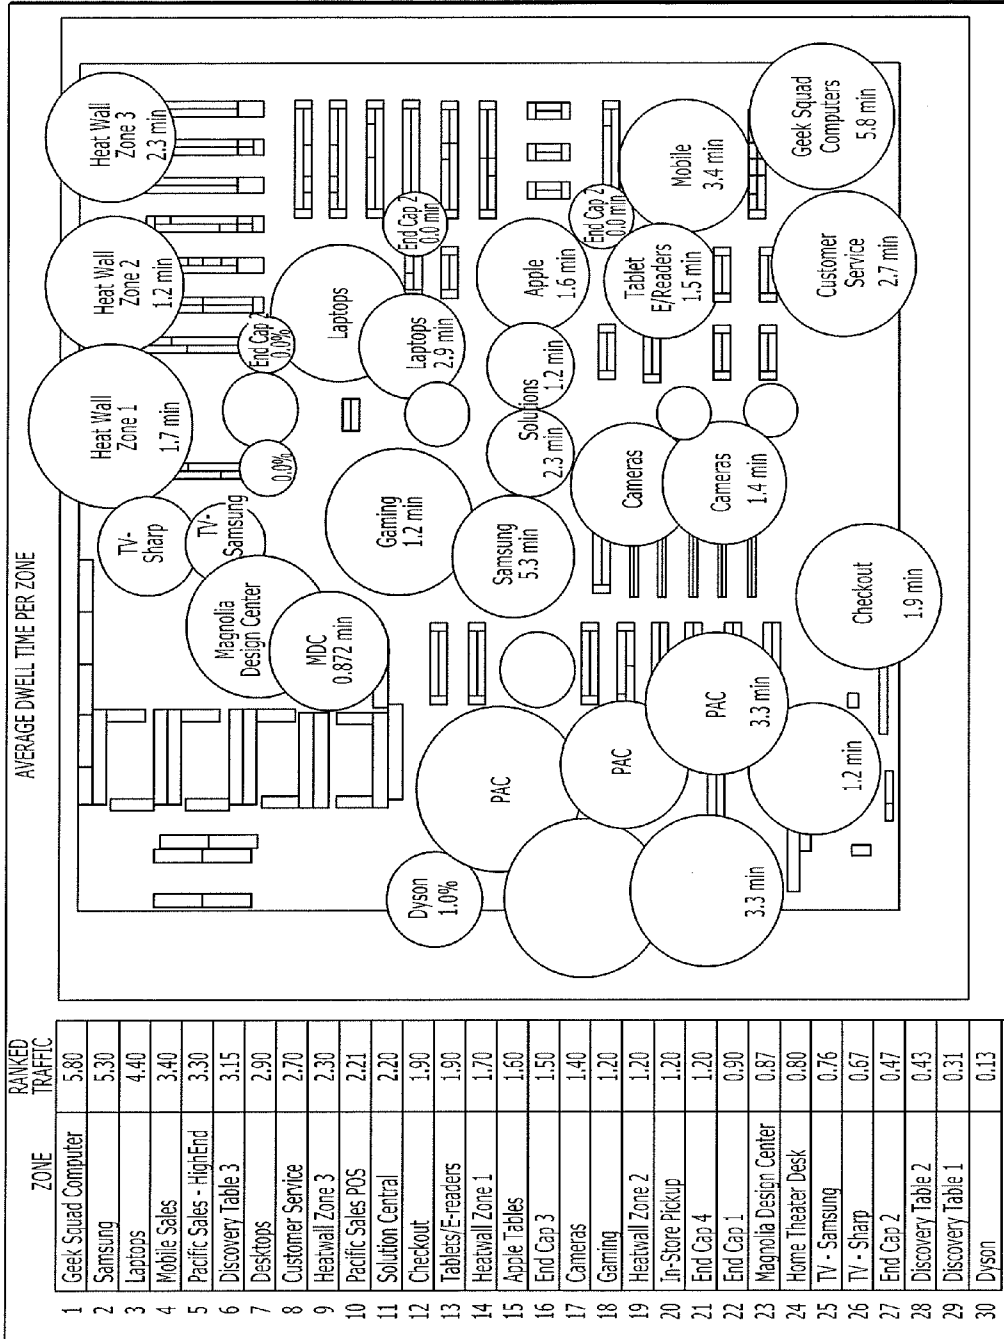 AVERAGE DWELL TIME PER ZONE
ZONE
RANKED
TRAFFIC
1 Geek Suad Computer 5.80
2 Samsung 5.30
3 Laptops 4.40
4 Mobile Sales 3.40
5 Pacific Sales - HighEnd 3.30
6 Discovery Table 3 3.15
7 Desktops 2.90
8 Customer Service 2.70
9 Heatwall Zone 3 2.30
10 Pacific Sales POS 2.21
11 Solution Central 2.20
12 Checkout 1.90
13 Tablets/E-readers 1.90
14 Heatwall Zone 1 1.70
15 Apple Tables 1.60
16 End Cap 3 1.50
17 Cameras 1.40
18 Gaming 1.20
19 Heatwall Zone 2 1.20
20 In-Store Pickup 1.20
21 End Cap 4 1.20
22 End Cap 1 0.90
23 Magnolia Design Center 0.87
24 Home Theater Desk 0.80
25 TV - Samsung 0.76
26 TV - Sharp 0.67
27 End Cap 2 0.47
28 Discovery Table 2 0.43
29 Discovery Table 1 0.31
30 Dyson 0.13
Heat Wall
Zone 1
1.7 min
Heat Wall
Zone 2
1.2 min
Heat Wall
Zone 3
2.3 min
TV-
Sharp
TV-
Samsung
0.0%
End Cap 2
0.0%
Magnolia
Design Center
MDC
0.872 min
Gaming
1.2 min
Laptops
Laptops
2.9 min
End Cap 2
0.0 min
Dyson
1.0%
PAC
Samsung
5.3 min
Solutions
2.3 min
1.2 min
Apple
1.6 min
End Cap 2
0.0 min
PAC
Cameras
Tablet
E/Readers
1.5 min
Mobile
3.4 min
3.3 min
PAC
3.3 min
Cameras
1.4 min
1.2 min
Checkout
1.9 min
Customer
Service
2.7 min
Geek Squad
Computers
5.8 min